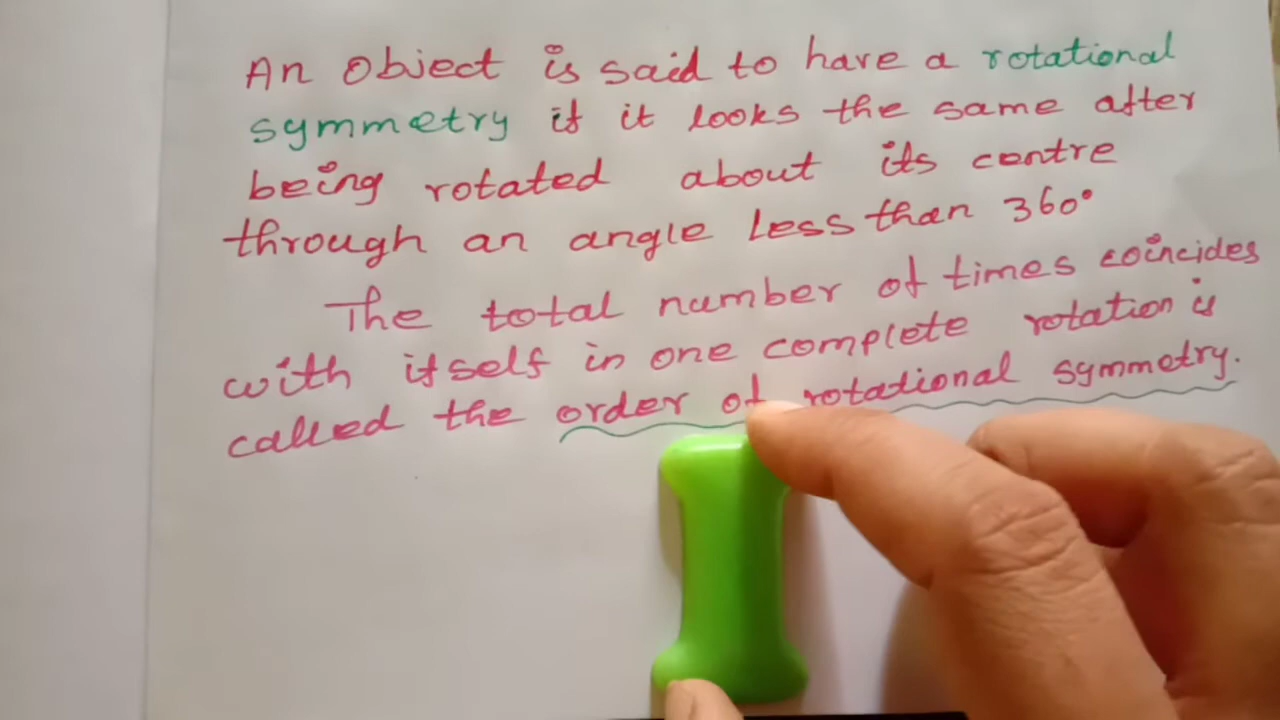 An object is said to have a rotational
symmetry if it looks the same after
being rotated about its centre
through an angle less than 360°
The total number of times coincides
with itself in one complete rotation is
called the order of rotational symmetry.
I